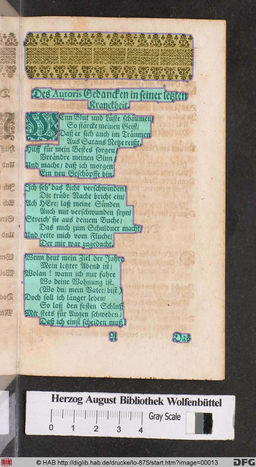 Des Autoris Gedancken in seiner letzten
Kranckheit.
Wenn Blut und Lüste schäumen/
So stärcke meinen Geist/
Daß er sich auch in Träumen
Aus Satans Netze reißt.
Hilff für mein Bestes sorgen/
Verändre meinen Sinn/
Und mache/ daß ich morgen
Ein neu Geschöpffe bin.
Ich seh das Licht verschwinden/
Die trübe Nacht bricht ein/
Ach HErr/ laß meine Sünden
Auch mit verschwunden seyn/
Streich sie aus deinem Buche/
Das mich zum Schuldner macht/
Und rette mich vom Fluche/
Der mir war zugedacht.
Wenn heut mein Ziel der Jahre/
Mein letzter Abend ist/
Wolan! wann ich nur fahre
Wo deine Wohnung ist.
(Wo du/ mein Vater/ bist)
Doch soll ich länger leben/
So laß den festen Schluß
Mir stets für Augen schweben/
Daß ich einst scheiden muß.
Herzog August Bibliothek Wolfenbüttel
0 1 2 3 4
Gray Scale
© HAB http://diglib.hab.de/drucke/lo-875/start.htm?image=00013
DFG